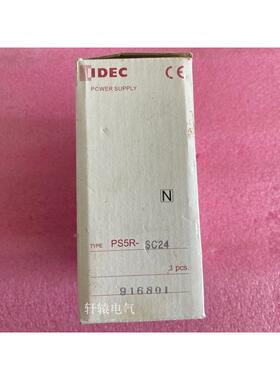 IDEC CE
POWER SUPPLY
N
TYPE PS5R-SC24
1 pcs.
916801
轩辕电气